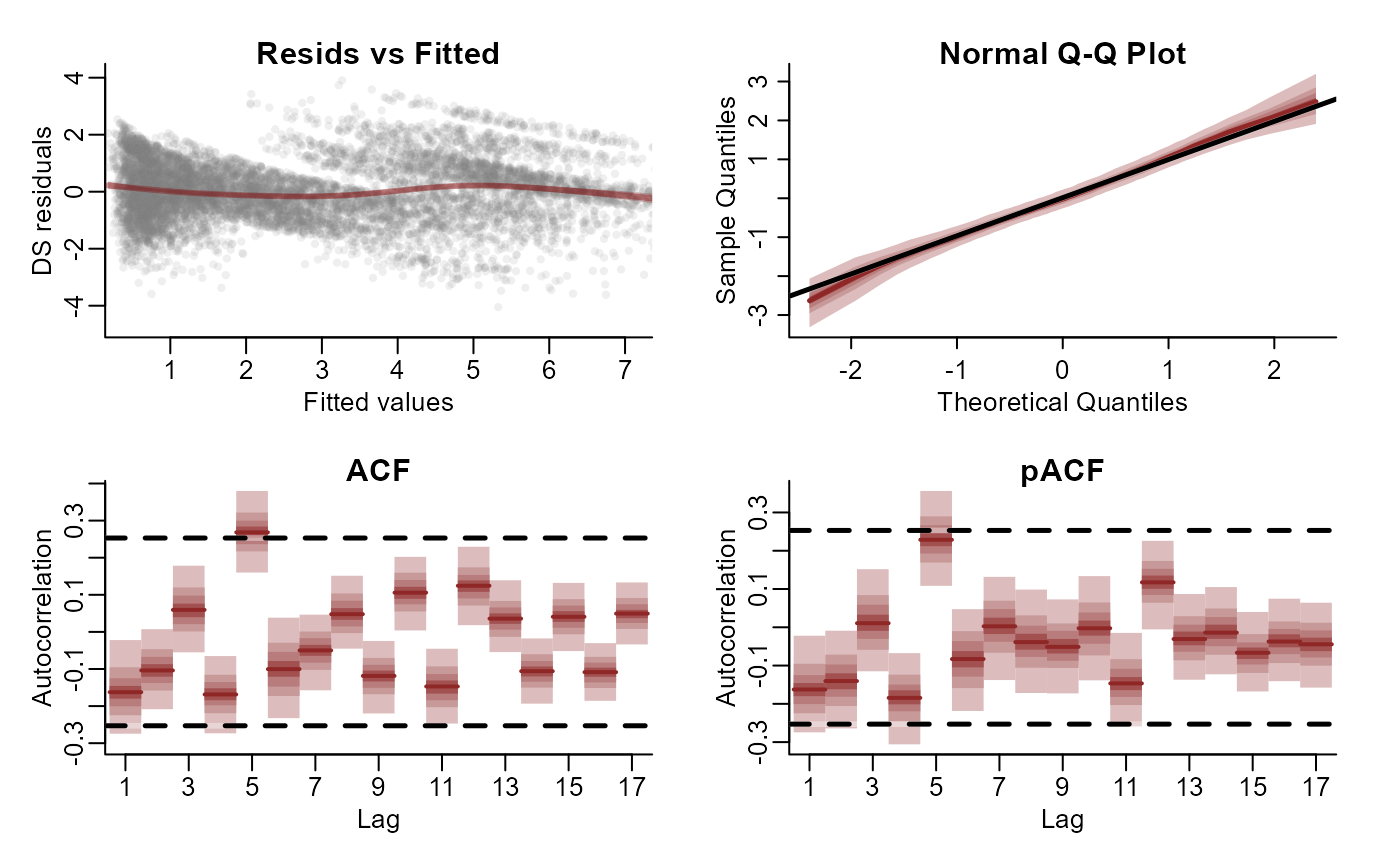 Resids vs Fitted
4
2
0
-2
-4
DS residuals
1 2 3 4 5 6 7
Fitted values
Normal Q-Q Plot
3
2
1
-1
-3
Sample Quantiles
-2 -1 0 1 2
Theoretical Quantiles
ACF
0.3
0.1
-0.1
-0.3
Autocorrelation
1 3 5 7 9 11 13 15 17
Lag
pACF
0.3
0.1
-0.1
-0.3
Autocorrelation
1 3 5 7 9 11 13 15 17
Lag